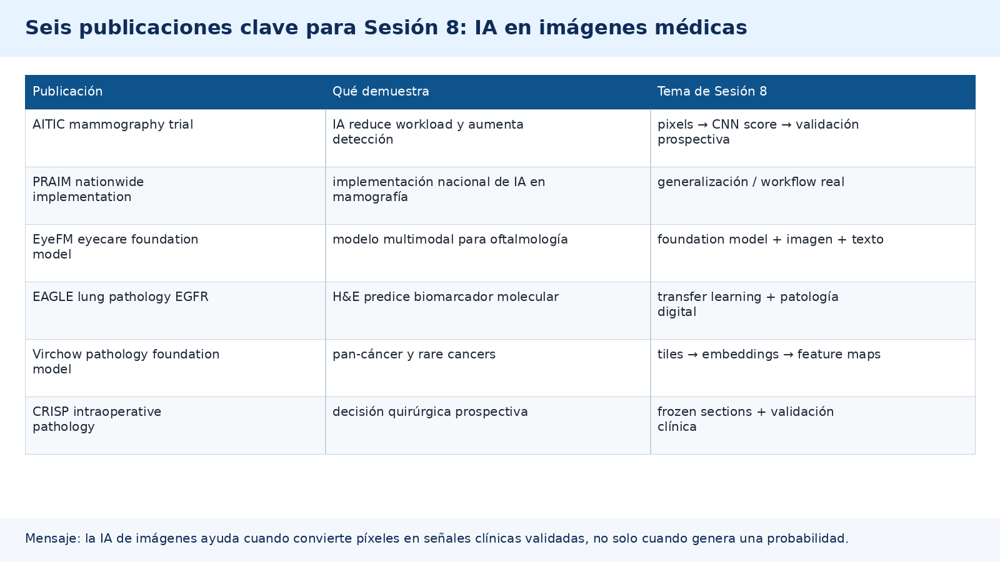 Seis publicaciones clave para Sesión 8: IA en imágenes médicas
Publicación
Qué demuestra
Tema de Sesión 8
AITIC mammography trial
IA reduce workload y aumenta
detección
pixels → CNN score → validación
prospectiva
PRAIM nationwide
implementation
implementación nacional de IA en
mamografía
generalización / workflow real
EyeFM eyecare foundation
model
modelo multimodal para oftalmología
foundation model + imagen + texto
EAGLE lung pathology EGFR
H&E predice biomarcador molecular
transfer learning + patología
digital
Virchow pathology foundation
model
pan-cáncer y rare cancers
tiles → embeddings → feature maps
CRISP intraoperative
pathology
decisión quirúrgica prospectiva
frozen sections + validación
clínica
Mensaje: la IA de imágenes ayuda cuando convierte píxeles en señales clínicas validadas, no solo cuando genera una probabilidad.